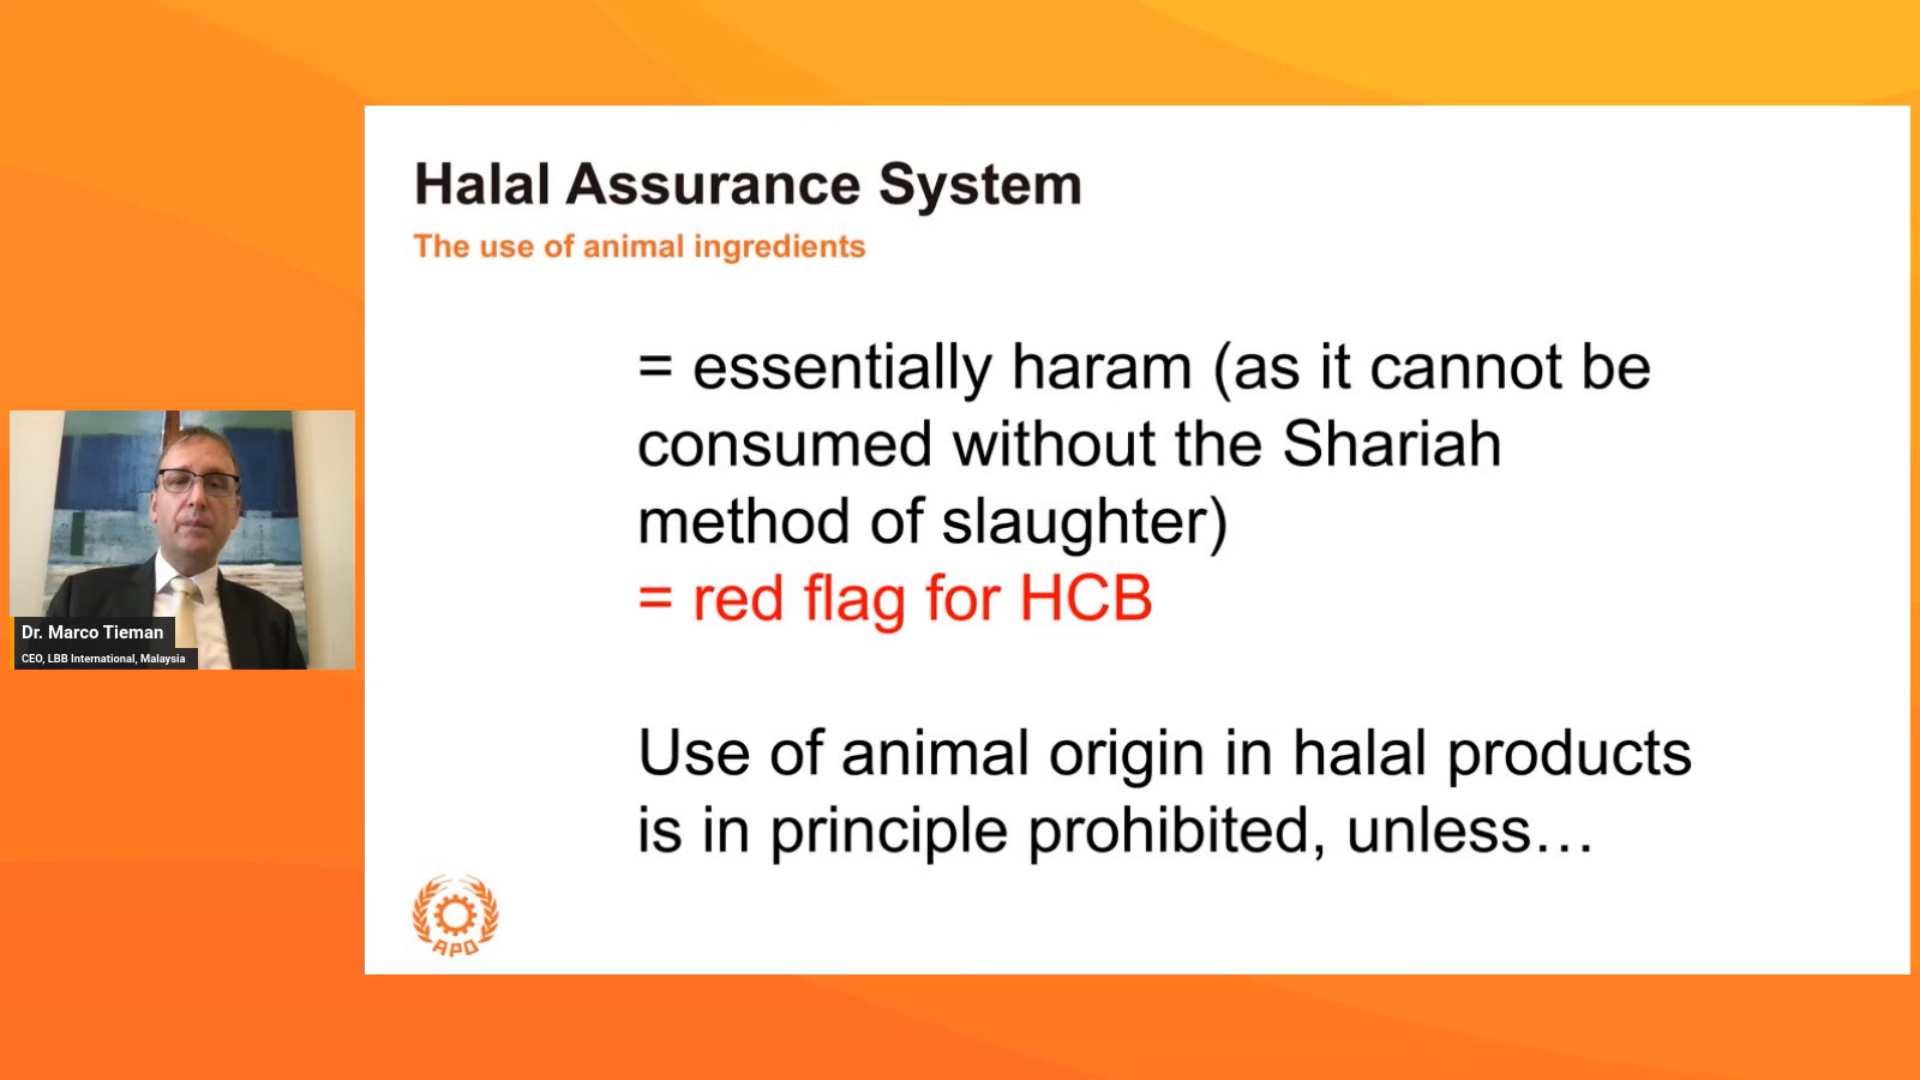 Halal Assurance System
The use of animal ingredients
= essentially haram (as it cannot be
consumed without the Shariah
method of slaughter)
= red flag for HCB
Use of animal origin in halal products
is in principle prohibited, unless…
APO
Dr. Marco Tieman
CEO, LBB International, Malaysia